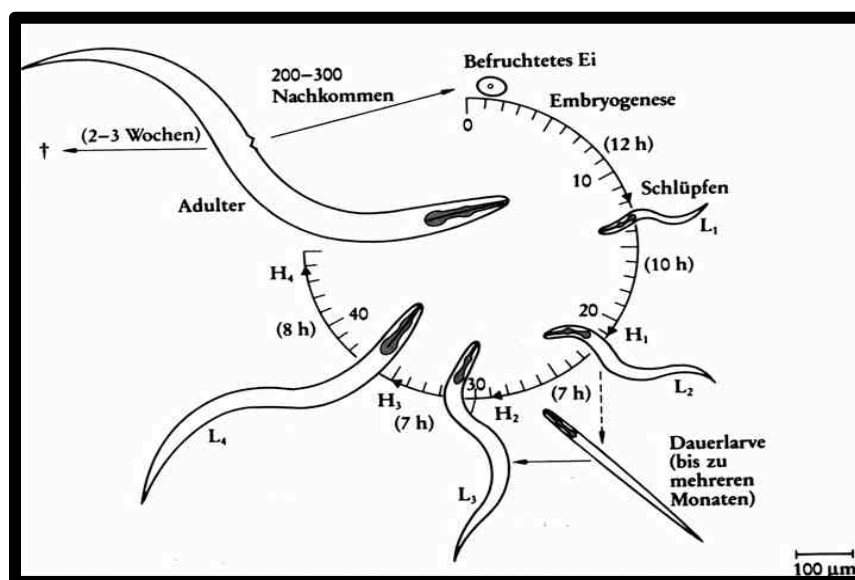 200–300
Nachkommen
Befruchtetes Ei
Embryogenese
0
(12 h)
10
Schlüpfen
L₁
(2–3 Wochen)
†
Adulter
(10 h)
H₄
20
H₁
40
(8 h)
L₂
(7 h)
30
H₂
H₃
(7 h)
L₄
L₃
Dauerlarve
(bis zu
mehreren
Monaten)
100 µm